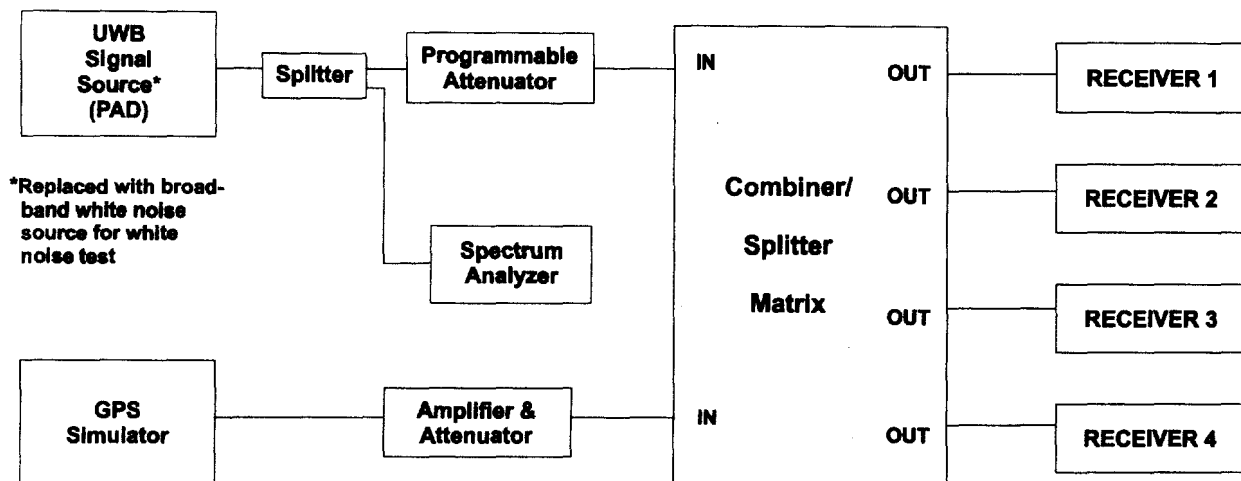 UWB
Signal
Source*
(PAD)
Splitter
Programmable
Attenuator
*Replaced with broad-
band white noise
source for white
noise test
Spectrum
Analyzer
GPS
Simulator
Amplifier &
Attenuator
IN
IN
Combiner/
Splitter
Matrix
OUT
OUT
OUT
OUT
RECEIVER 1
RECEIVER 2
RECEIVER 3
RECEIVER 4